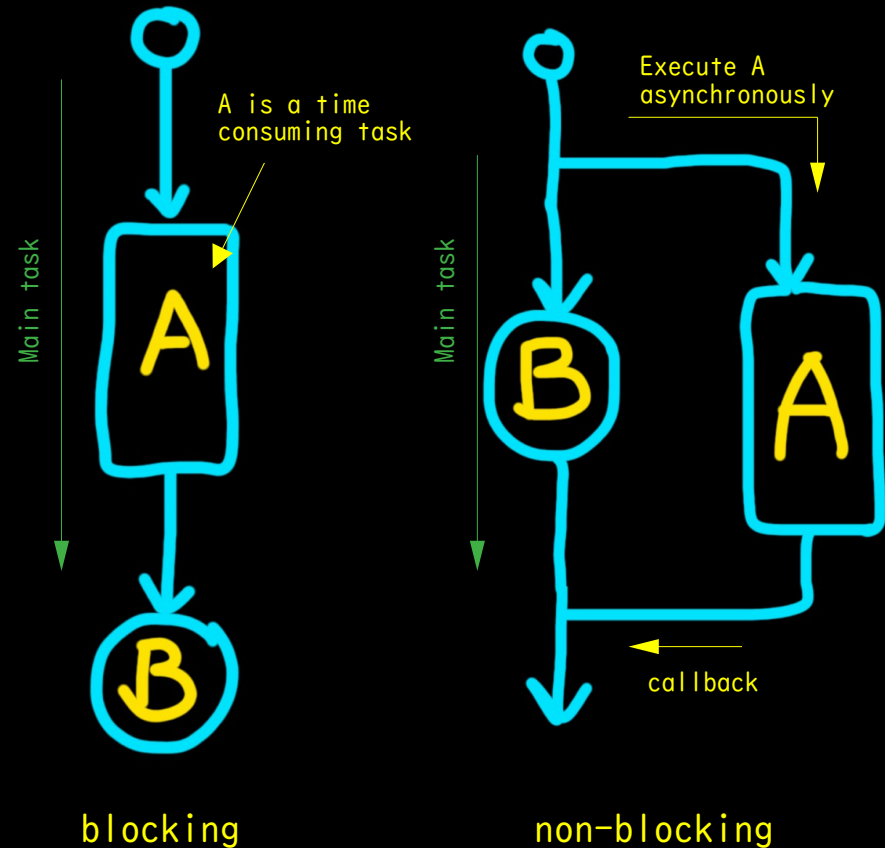 A is a time
consuming task
Main task
A
B
blocking
Execute A
asynchronously
Main task
B
A
callback
non-blocking